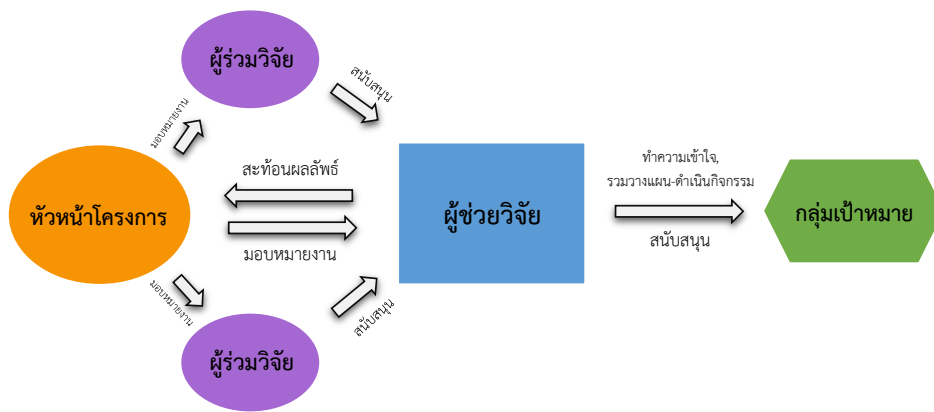 ผู้ร่วมวิจัย
สนับสนุน
มอบหมายงาน
หัวหน้าโครงการ
สะท้อนผลลัพธ์
มอบหมายงาน
ผู้ช่วยวิจัย
ทำความเข้าใจ,
รวมวางแผน-ดำเนินกิจกรรม
สนับสนุน
กลุ่มเป้าหมาย
มอบหมายงาน
สนับสนุน
ผู้ร่วมวิจัย